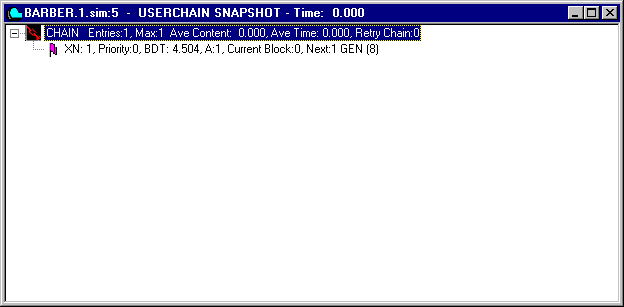 BARBER.1.sim:5 - USERCHAIN SNAPSHOT - Time: 0.000
CHAIN Entries:1, Max:1 Ave Content: 0.000, Ave Time: 0.000, Retry Chain:0
XN: 1, Priority:0, BDT: 4.504, A:1, Current Block:0, Next:1 GEN (8)